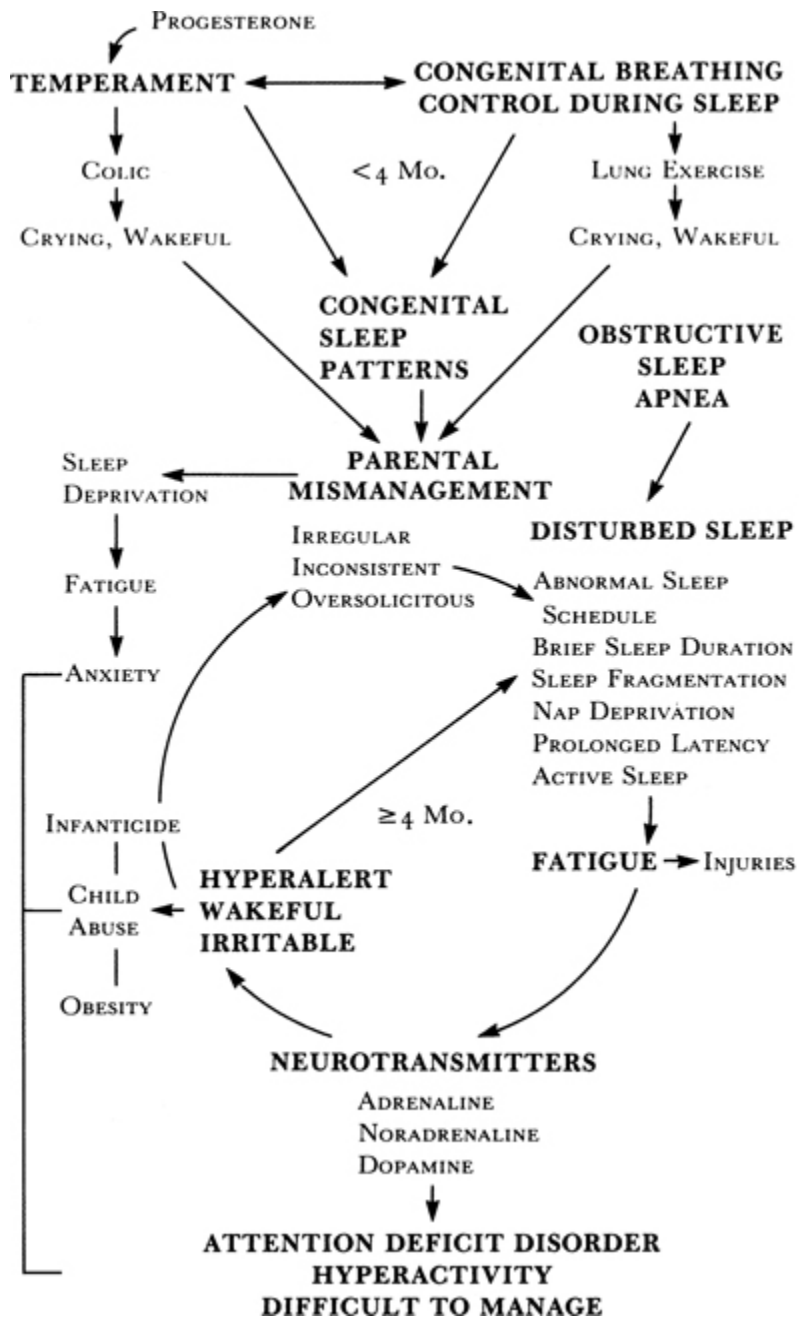 PROGESTERONE
TEMPERAMENT
CONGENITAL BREATHING
CONTROL DURING SLEEP
COLIC
<4 MO.
LUNG EXERCISE
CRYING, WAKEFUL
CRYING, WAKEFUL
CONGENITAL
SLEEP
PATTERNS
OBSTRUCTIVE
SLEEP
APNEA
PARENTAL
MISMANAGEMENT
SLEEP
DEPRIVATION
IRREGULAR
INCONSISTENT
OVERSOLICITOUS
DISTURBED SLEEP
ABNORMAL SLEEP
SCHEDULE
BRIEF SLEEP DURATION
SLEEP FRAGMENTATION
NAP DEPRIVATION
PROLONGED LATENCY
ACTIVE SLEEP
FATIGUE
ANXIETY
≥4 MO.
INFANTICIDE
CHILD
ABUSE
OBESITY
HYPERALERT
WAKEFUL
IRRITABLE
FATIGUE
INJURIES
NEUROTRANSMITTERS
ADRENALINE
NORADRENALINE
DOPAMINE
ATTENTION DEFICIT DISORDER
HYPERACTIVITY
DIFFICULT TO MANAGE